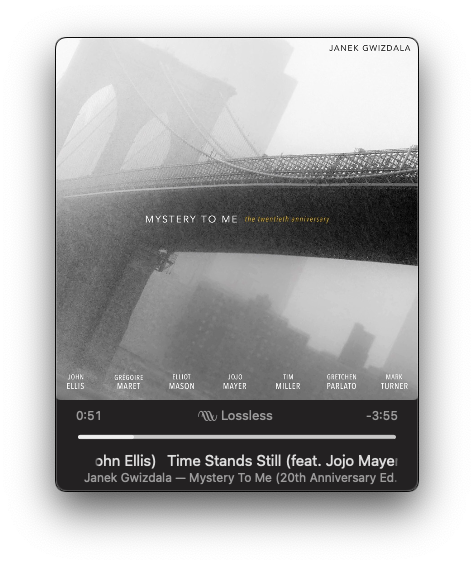 JANEK GWIZDALA
MYSTERY TO ME the twentieth anniversary
JOHN ELLIS
GRÉGOIRE MARET
ELLIOT MASON
JOJO MAYER
TIM MILLER
GRETCHEN PARLATO
MARK TURNER
0:51 Lossless -3:55
ohn Ellis) Time Stands Still (feat. Jojo Maye
Janek Gwizdala — Mystery To Me (20th Anniversary Ed.